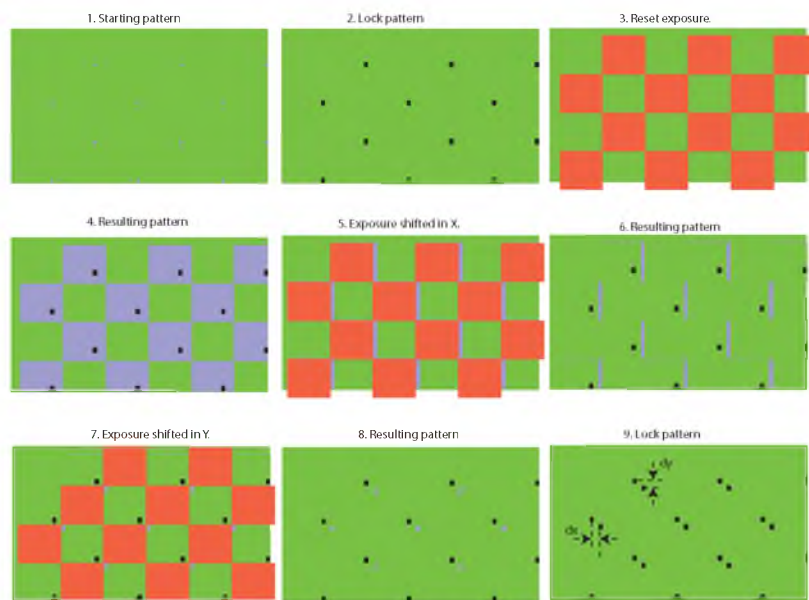 1. Starting pattern
2. Lock pattern
3. Reset exposure.
4. Resulting pattern
5. Exposure shifted in X.
6. Resulting pattern
7. Exposure shifted in Y.
8. Resulting pattern
9. Lock pattern
dy
dx